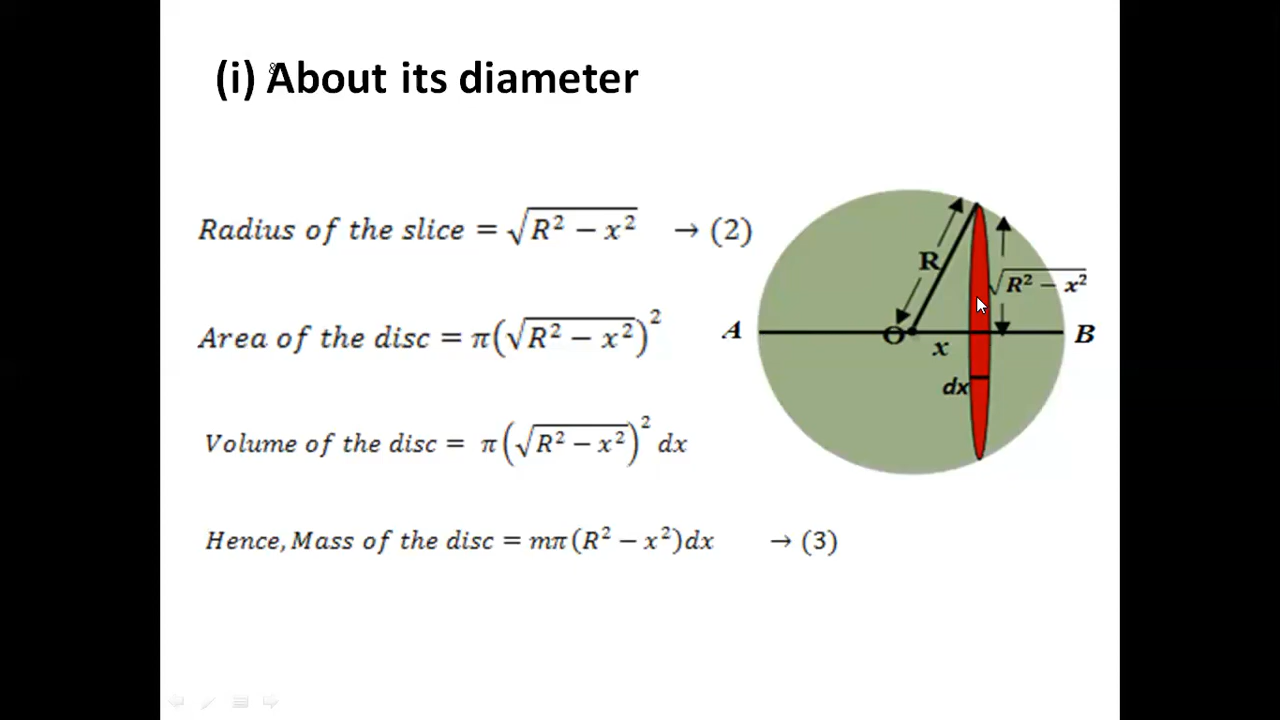 (i) About its diameter
Radius of the slice = √(R² − x²) → (2)
Area of the disc = π(√(R² − x²))²
Volume of the disc = π(√(R² − x²))² dx
Hence, Mass of the disc = mπ(R² − x²)dx → (3)
R
√(R² − x²)
A
O
x
B
dx